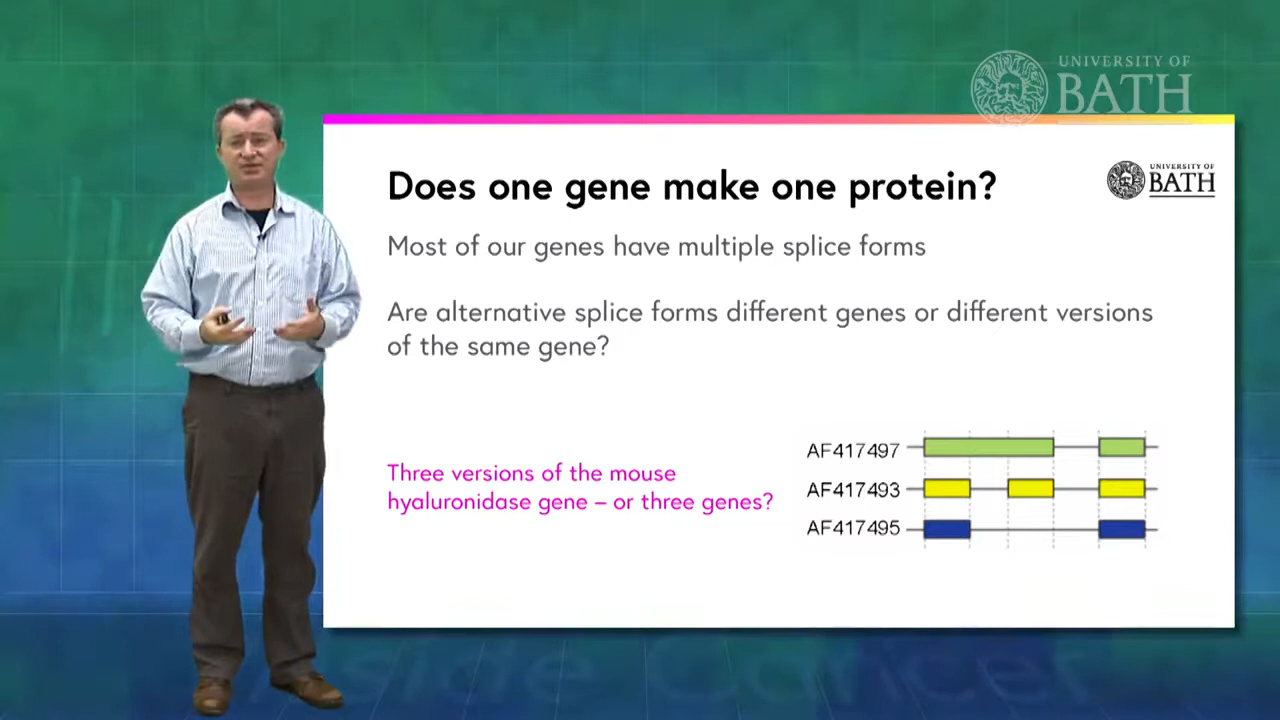 UNIVERSITY OF
BATH
Does one gene make one protein?
UNIVERSITY OF
BATH
Most of our genes have multiple splice forms
Are alternative splice forms different genes or different versions
of the same gene?
Three versions of the mouse
hyaluronidase gene – or three genes?
AF417497
AF417493
AF417495
side Cancer